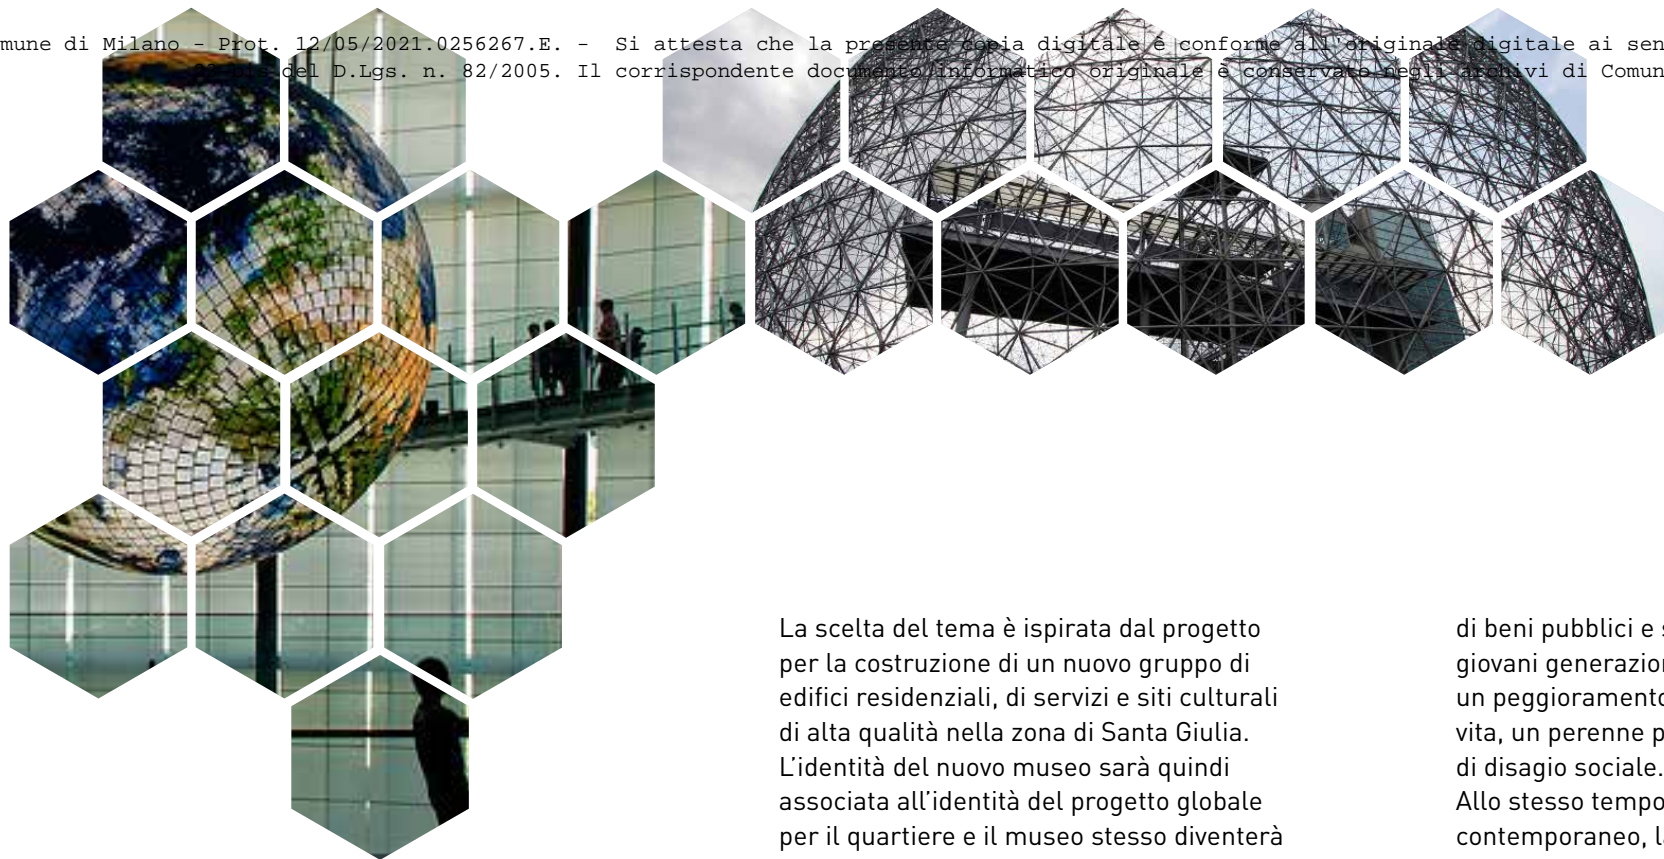 mune di Milano - Prot. 12/05/2021.0256267.E. - Si attesta che la presente copia digitale è conforme all'originale digitale ai sen
23-bis del D.Lgs. n. 82/2005. Il corrispondente documento informatico originale è conservato negli archivi di Comun
La scelta del tema è ispirata dal progetto
per la costruzione di un nuovo gruppo di
edifici residenziali, di servizi e siti culturali
di alta qualità nella zona di Santa Giulia.
L’identità del nuovo museo sarà quindi
associata all’identità del progetto globale
per il quartiere e il museo stesso diventerà
di beni pubblici e s
giovani generazion
un peggioramento
vita, un perenne p
di disagio sociale.
Allo stesso tempo
contemporaneo, la